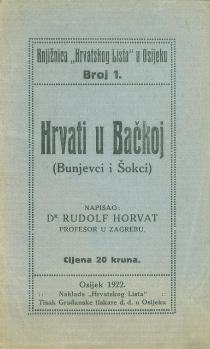 Knjižnica „Hrvatskog Lista" u Osijeku
Broj 1.
Hrvati u Bačkoj
(Bunjevci i Šokci)
NAPISAO:
DR RUDOLF HORVAT
PROFESOR U ZAGREBU.
Cijena 20 kruna.
Osijek 1922.
:: Naklada „Hrvatskog Lista" ::
Tisak Građanske tiskare d. d. u Osijeku